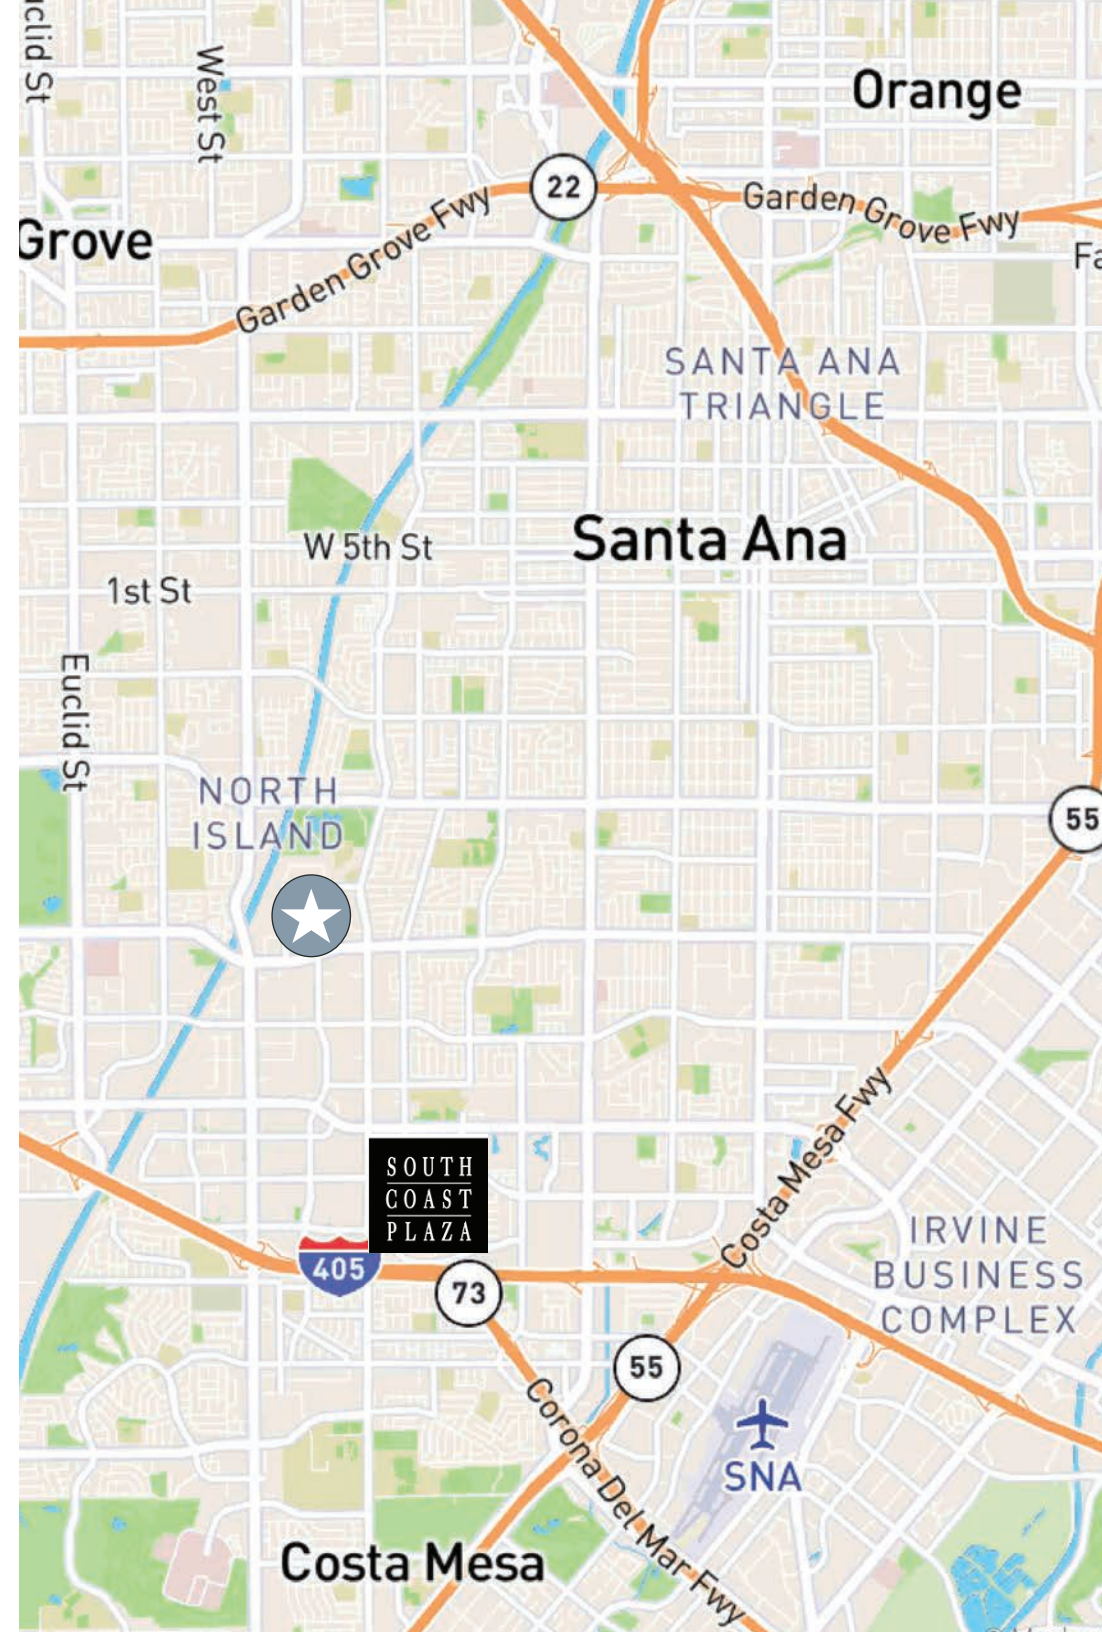 clid St
West St
Orange
22
Garden Grove Fwy
Grove
Garden Grove Fwy
Fa
SANTA ANA
TRIANGLE
W 5th St
Santa Ana
1st St
Euclid St
NORTH
ISLAND
55
Costa Mesa Fwy
SOUTH
COAST
PLAZA
IRVINE
BUSINESS
COMPLEX
405
73
55
Corona Del Mar Fwy
SNA
Costa Mesa